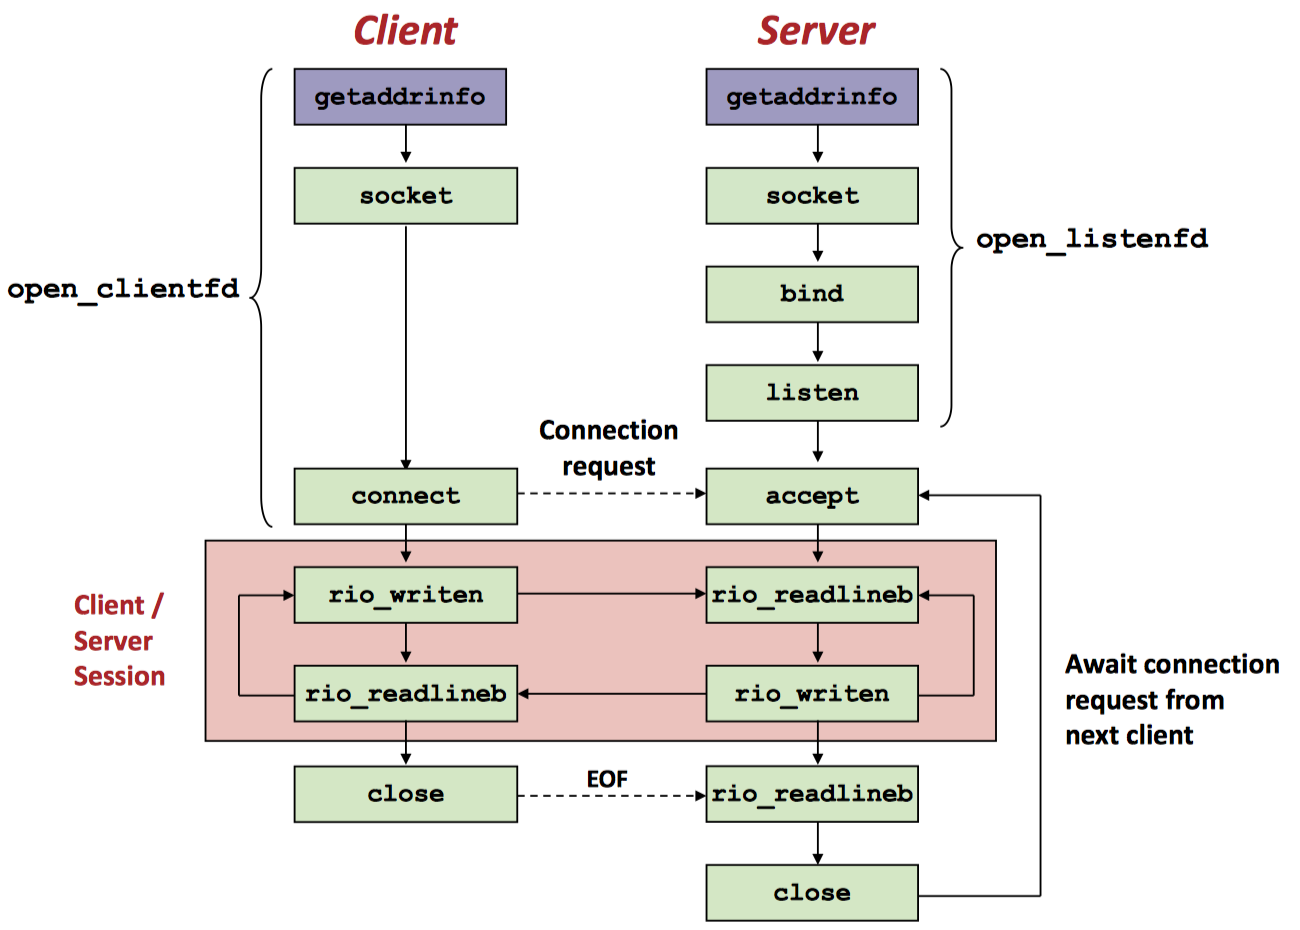 Client
Server
getaddrinfo
getaddrinfo
socket
socket
open_listenfd
open_clientfd
bind
listen
Connection
request
connect
accept
Client /
Server
Session
rio_writen
rio_readlineb
rio_readlineb
rio_writen
Await connection
request from
next client
close
EOF
rio_readlineb
close